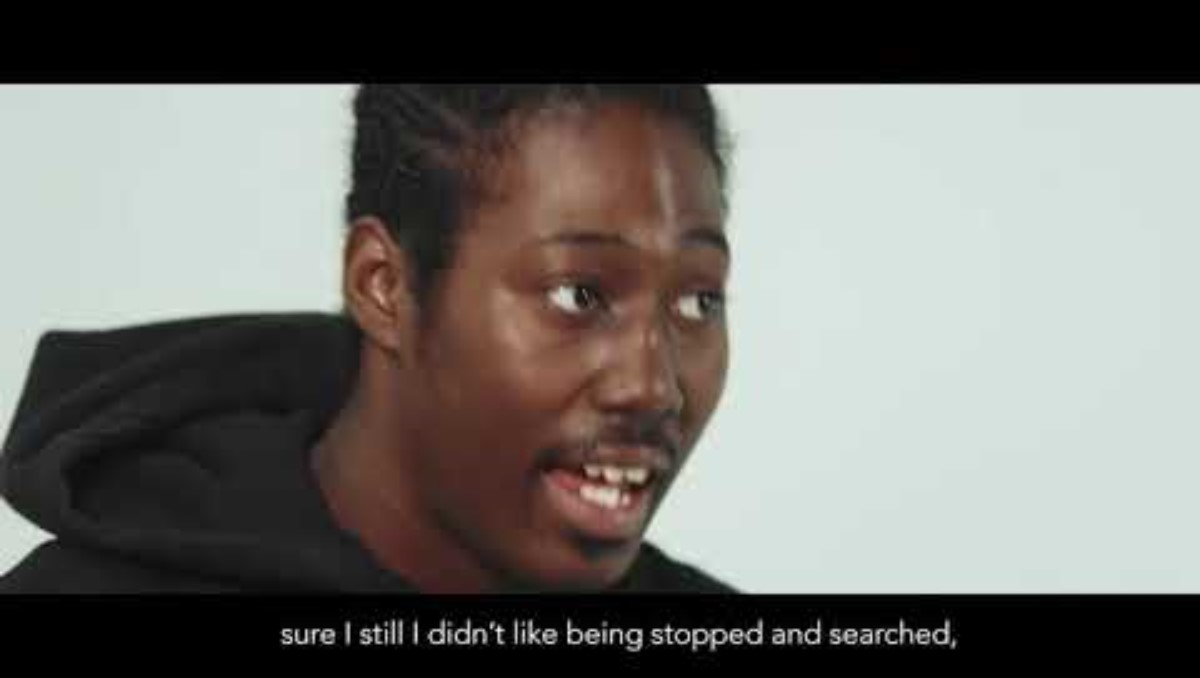 sure I still I didn't like being stopped and searched,